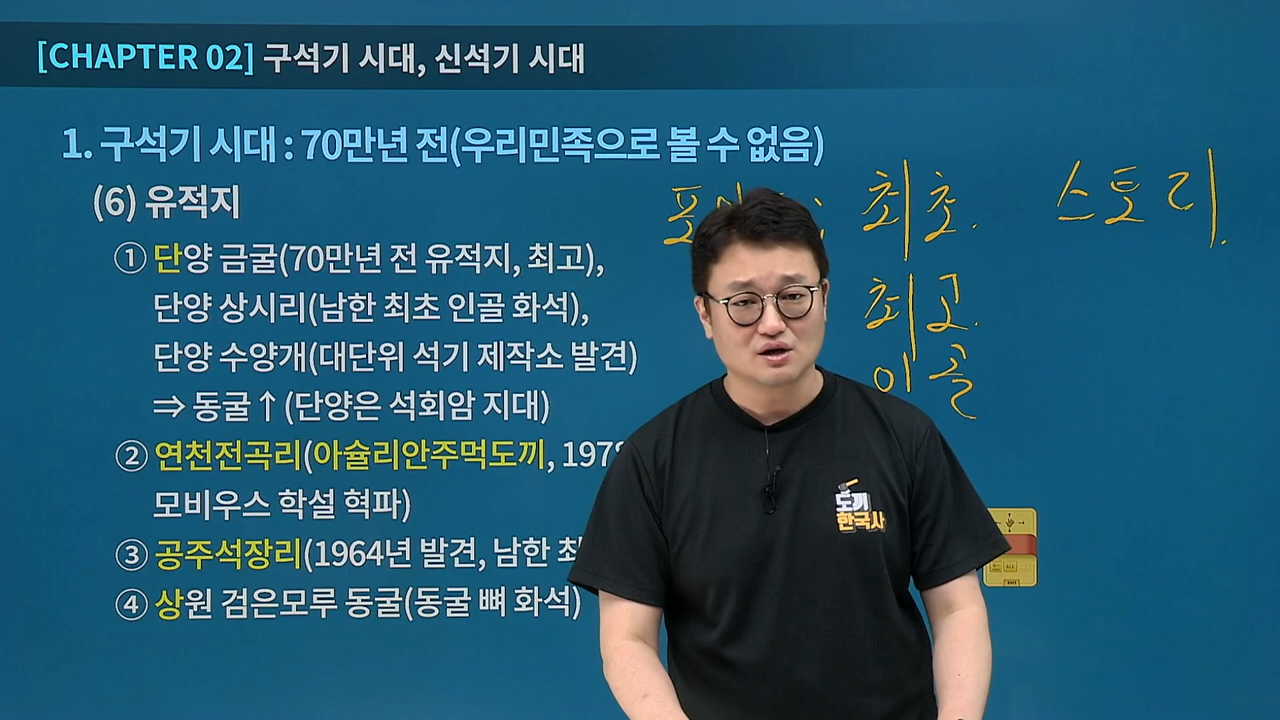 [CHAPTER 02] 구석기 시대, 신석기 시대
1. 구석기 시대 : 70만년 전(우리민족으로 볼 수 없음)
(6) 유적지
① 단양 금굴(70만년 전 유적지, 최고),
단양 상시리(남한 최초 인골 화석),
단양 수양개(대단위 석기 제작소 발견)
⇒ 동굴↑(단양은 석회암 지대)
② 연천전곡리(아슐리안주먹도끼, 197
모비우스 학설 혁파)
③ 공주석장리(1964년 발견, 남한 최
④ 상원 검은모루 동굴(동굴 뼈 화석)
최초. 스토리.
최고.
이골
도끼
한국사
ALL